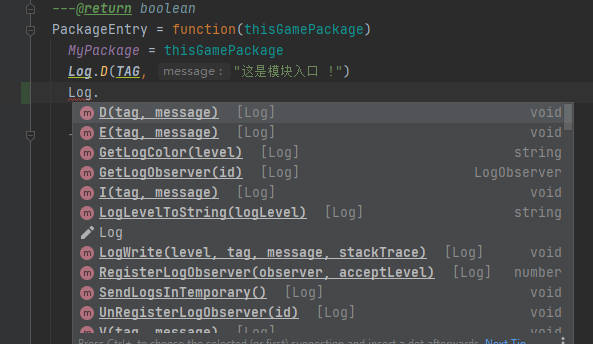 ---@return boolean
PackageEntry = function(thisGamePackage)
MyPackage = thisGamePackage
Log.D(TAG, message: "这是模块入口 !")
Log.
D(tag, message) [Log] void
E(tag, message) [Log] void
GetLogColor(level) [Log] string
GetLogObserver(id) [Log] LogObserver
I(tag, message) [Log] void
LogLevelToString(logLevel) [Log] string
Log
LogWrite(level, tag, message, stackTrace) [Log] void
RegisterLogObserver(observer, acceptLevel) [Log] number
SendLogsInTemporary() [Log] void
UnRegisterLogObserver(id) [Log] void
V(tag, message) [Log] void
Press Ctrl+. to choose the selected (or first) suggestion and insert a dot afterwards Next Tip